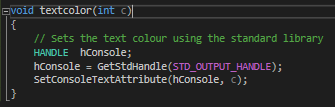 void textcolor(int c)
{
// Sets the text colour using the standard library
HANDLE hConsole;
hConsole = GetStdHandle(STD_OUTPUT_HANDLE);
SetConsoleTextAttribute(hConsole, c);
}